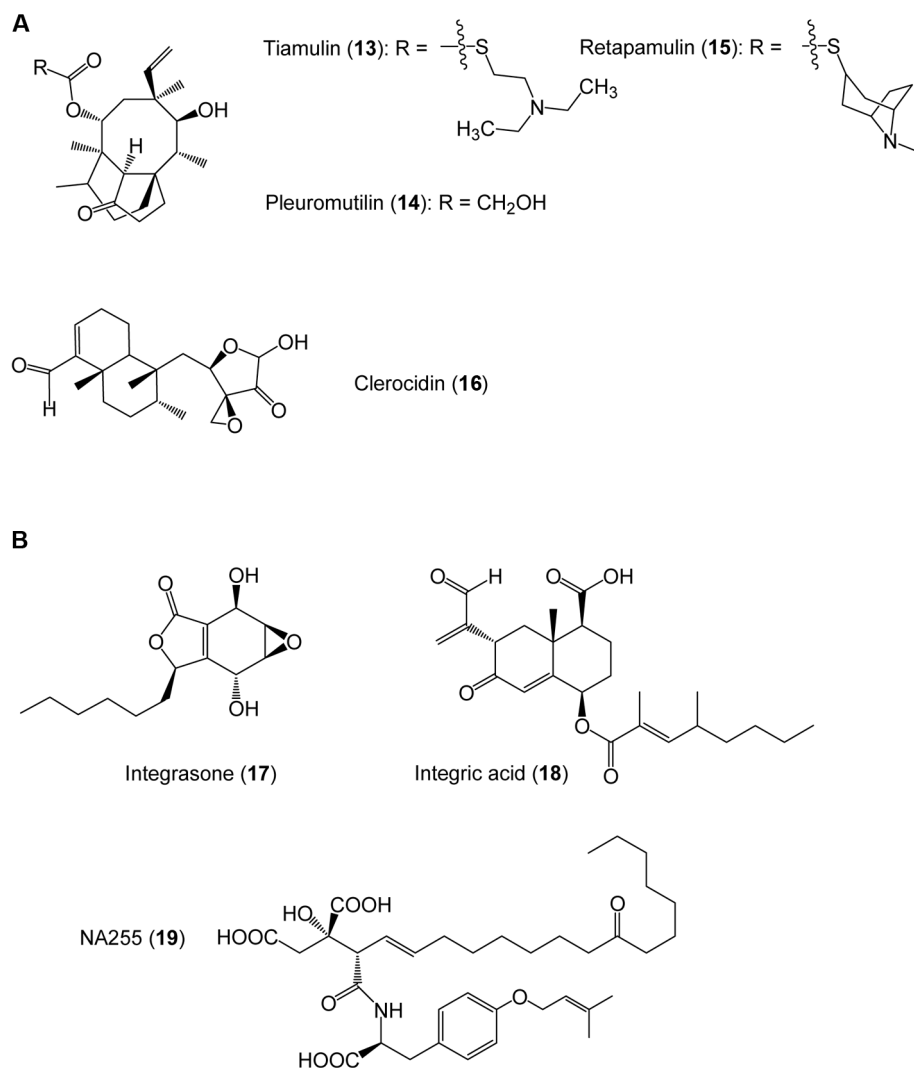 A
Tiamulin (13): R =
S
N
CH3
H3C
Retapamulin (15): R =
S
N
R
O
O
OH
H
O
Pleuromutilin (14): R = CH2OH
O
H
O
OH
O
O
Clerocidin (16)
B
OH
O
O
O
OH
Integrasone (17)
O
H
O
OH
O
O
O
Integric acid (18)
NA255 (19)
HO
COOH
HOOC
O
O
NH
O
HOOC